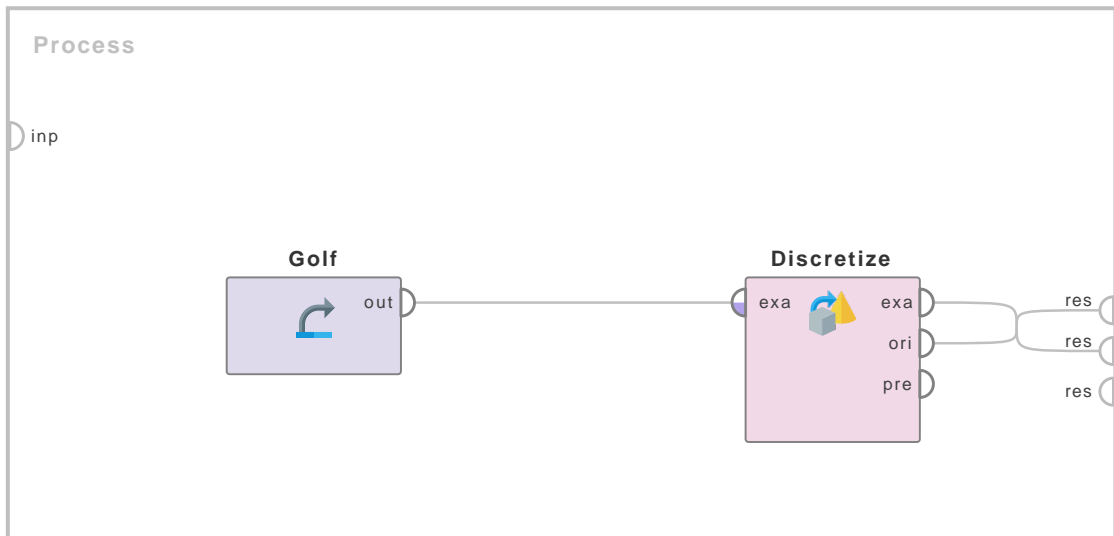 Process
inp
Golf
out
Discretize
exa
exa
ori
pre
res
res
res